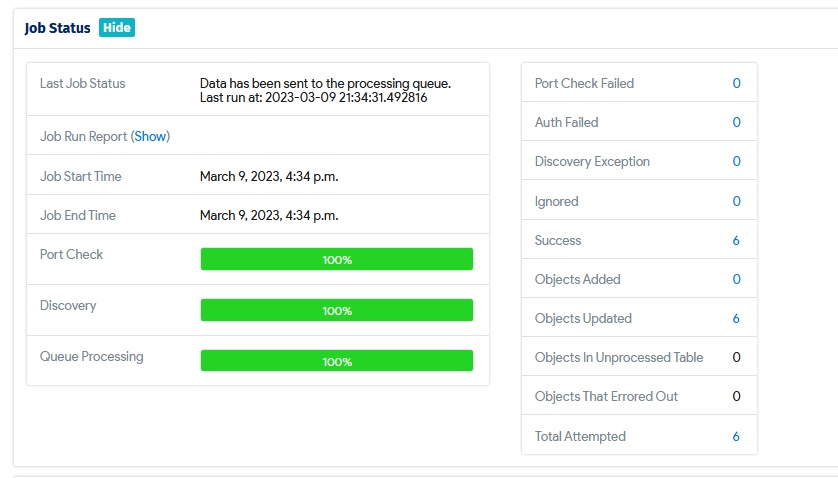 Job Status Hide
Last Job Status Data has been sent to the processing queue.
Last run at: 2023-03-09 21:34:31.492816
Job Run Report (Show)
Job Start Time March 9, 2023, 4:34 p.m.
Job End Time March 9, 2023, 4:34 p.m.
Port Check 100%
Discovery 100%
Queue Processing 100%
Port Check Failed 0
Auth Failed 0
Discovery Exception 0
Ignored 0
Success 6
Objects Added 0
Objects Updated 6
Objects In Unprocessed Table 0
Objects That Errored Out 0
Total Attempted 6